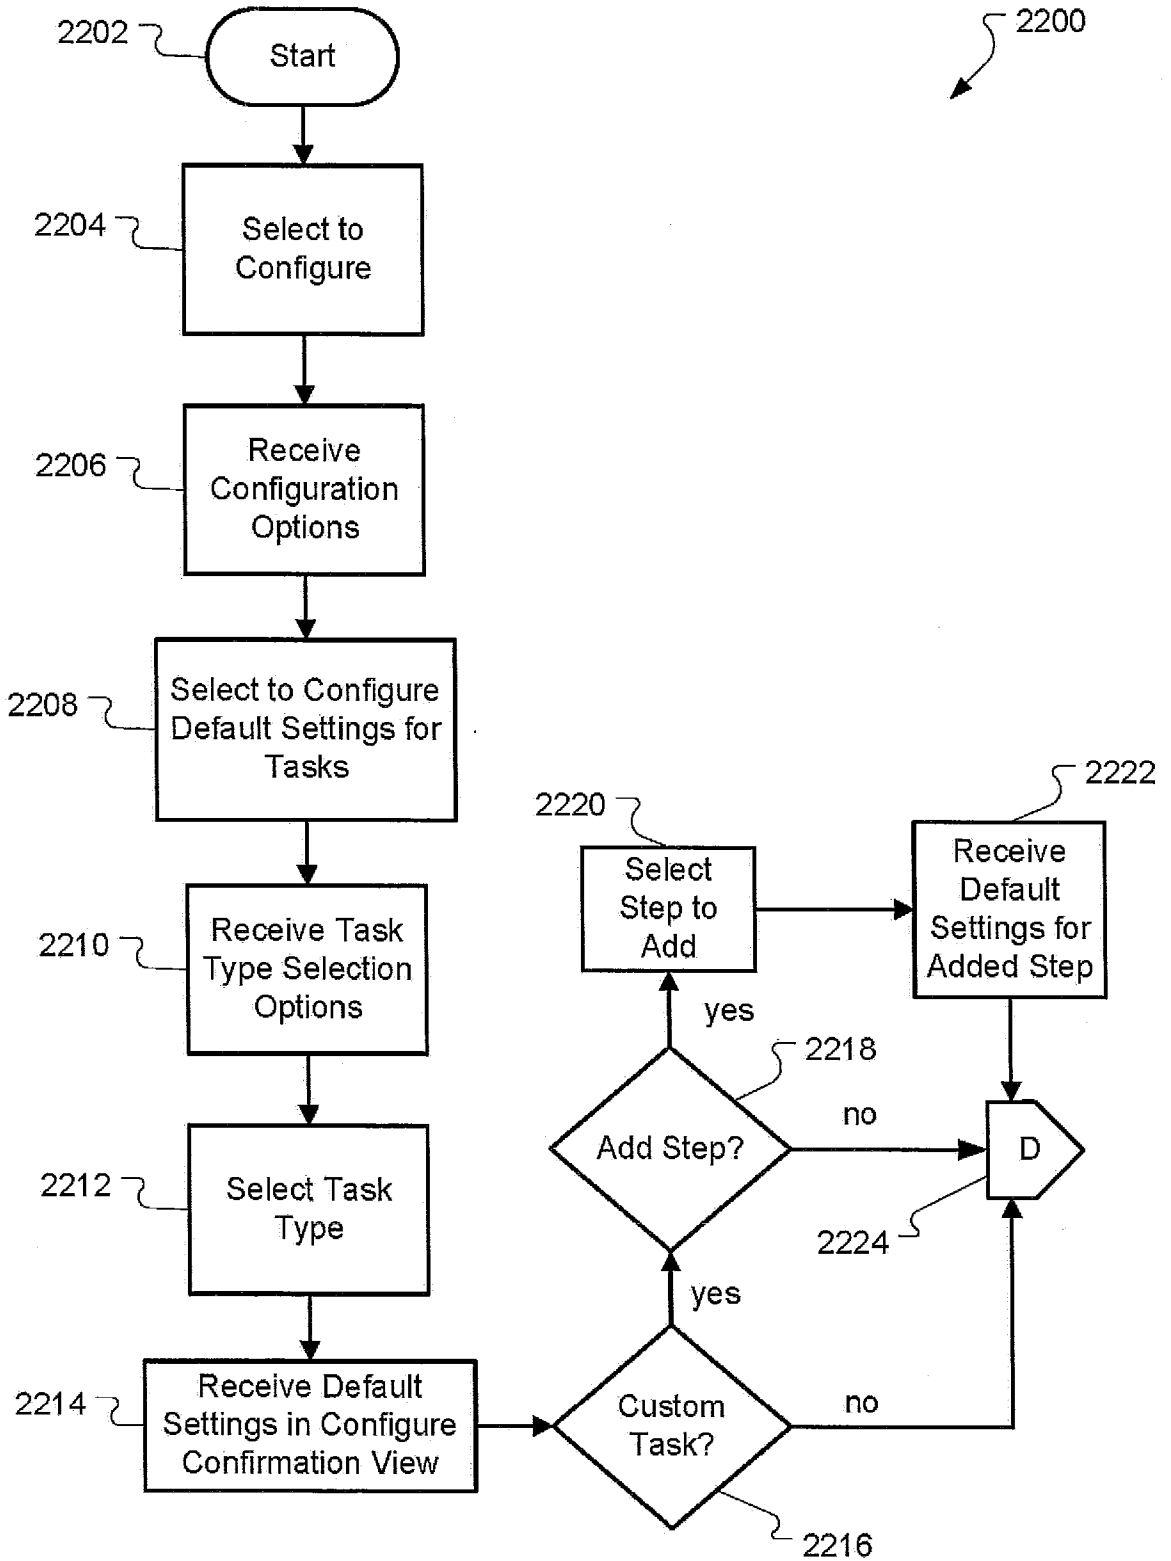 2202
Start
2200
2204
Select to
Configure
2206
Receive
Configuration
Options
2208
Select to Configure
Default Settings for
Tasks
2210
Receive Task
Type Selection
Options
2212
Select Task
Type
2214
Receive Default
Settings in Configure
Confirmation View
Custom
Task?
2216
yes
no
Add Step?
2218
yes
no
2220
Select
Step to
Add
2222
Receive
Default
Settings for
Added Step
D
2224